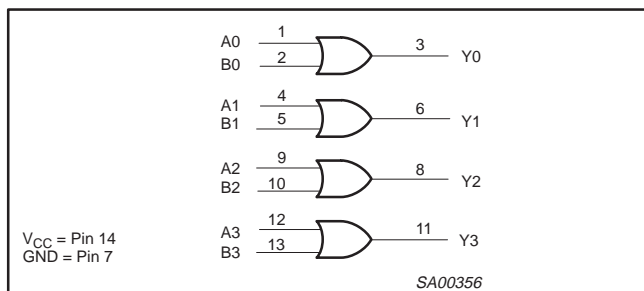 A0 1 3 Y0
B0 2
A1 4 6 Y1
B1 5
A2 9 8 Y2
B2 10
A3 12 11 Y3
B3 13
VCC = Pin 14
GND = Pin 7
SA00356